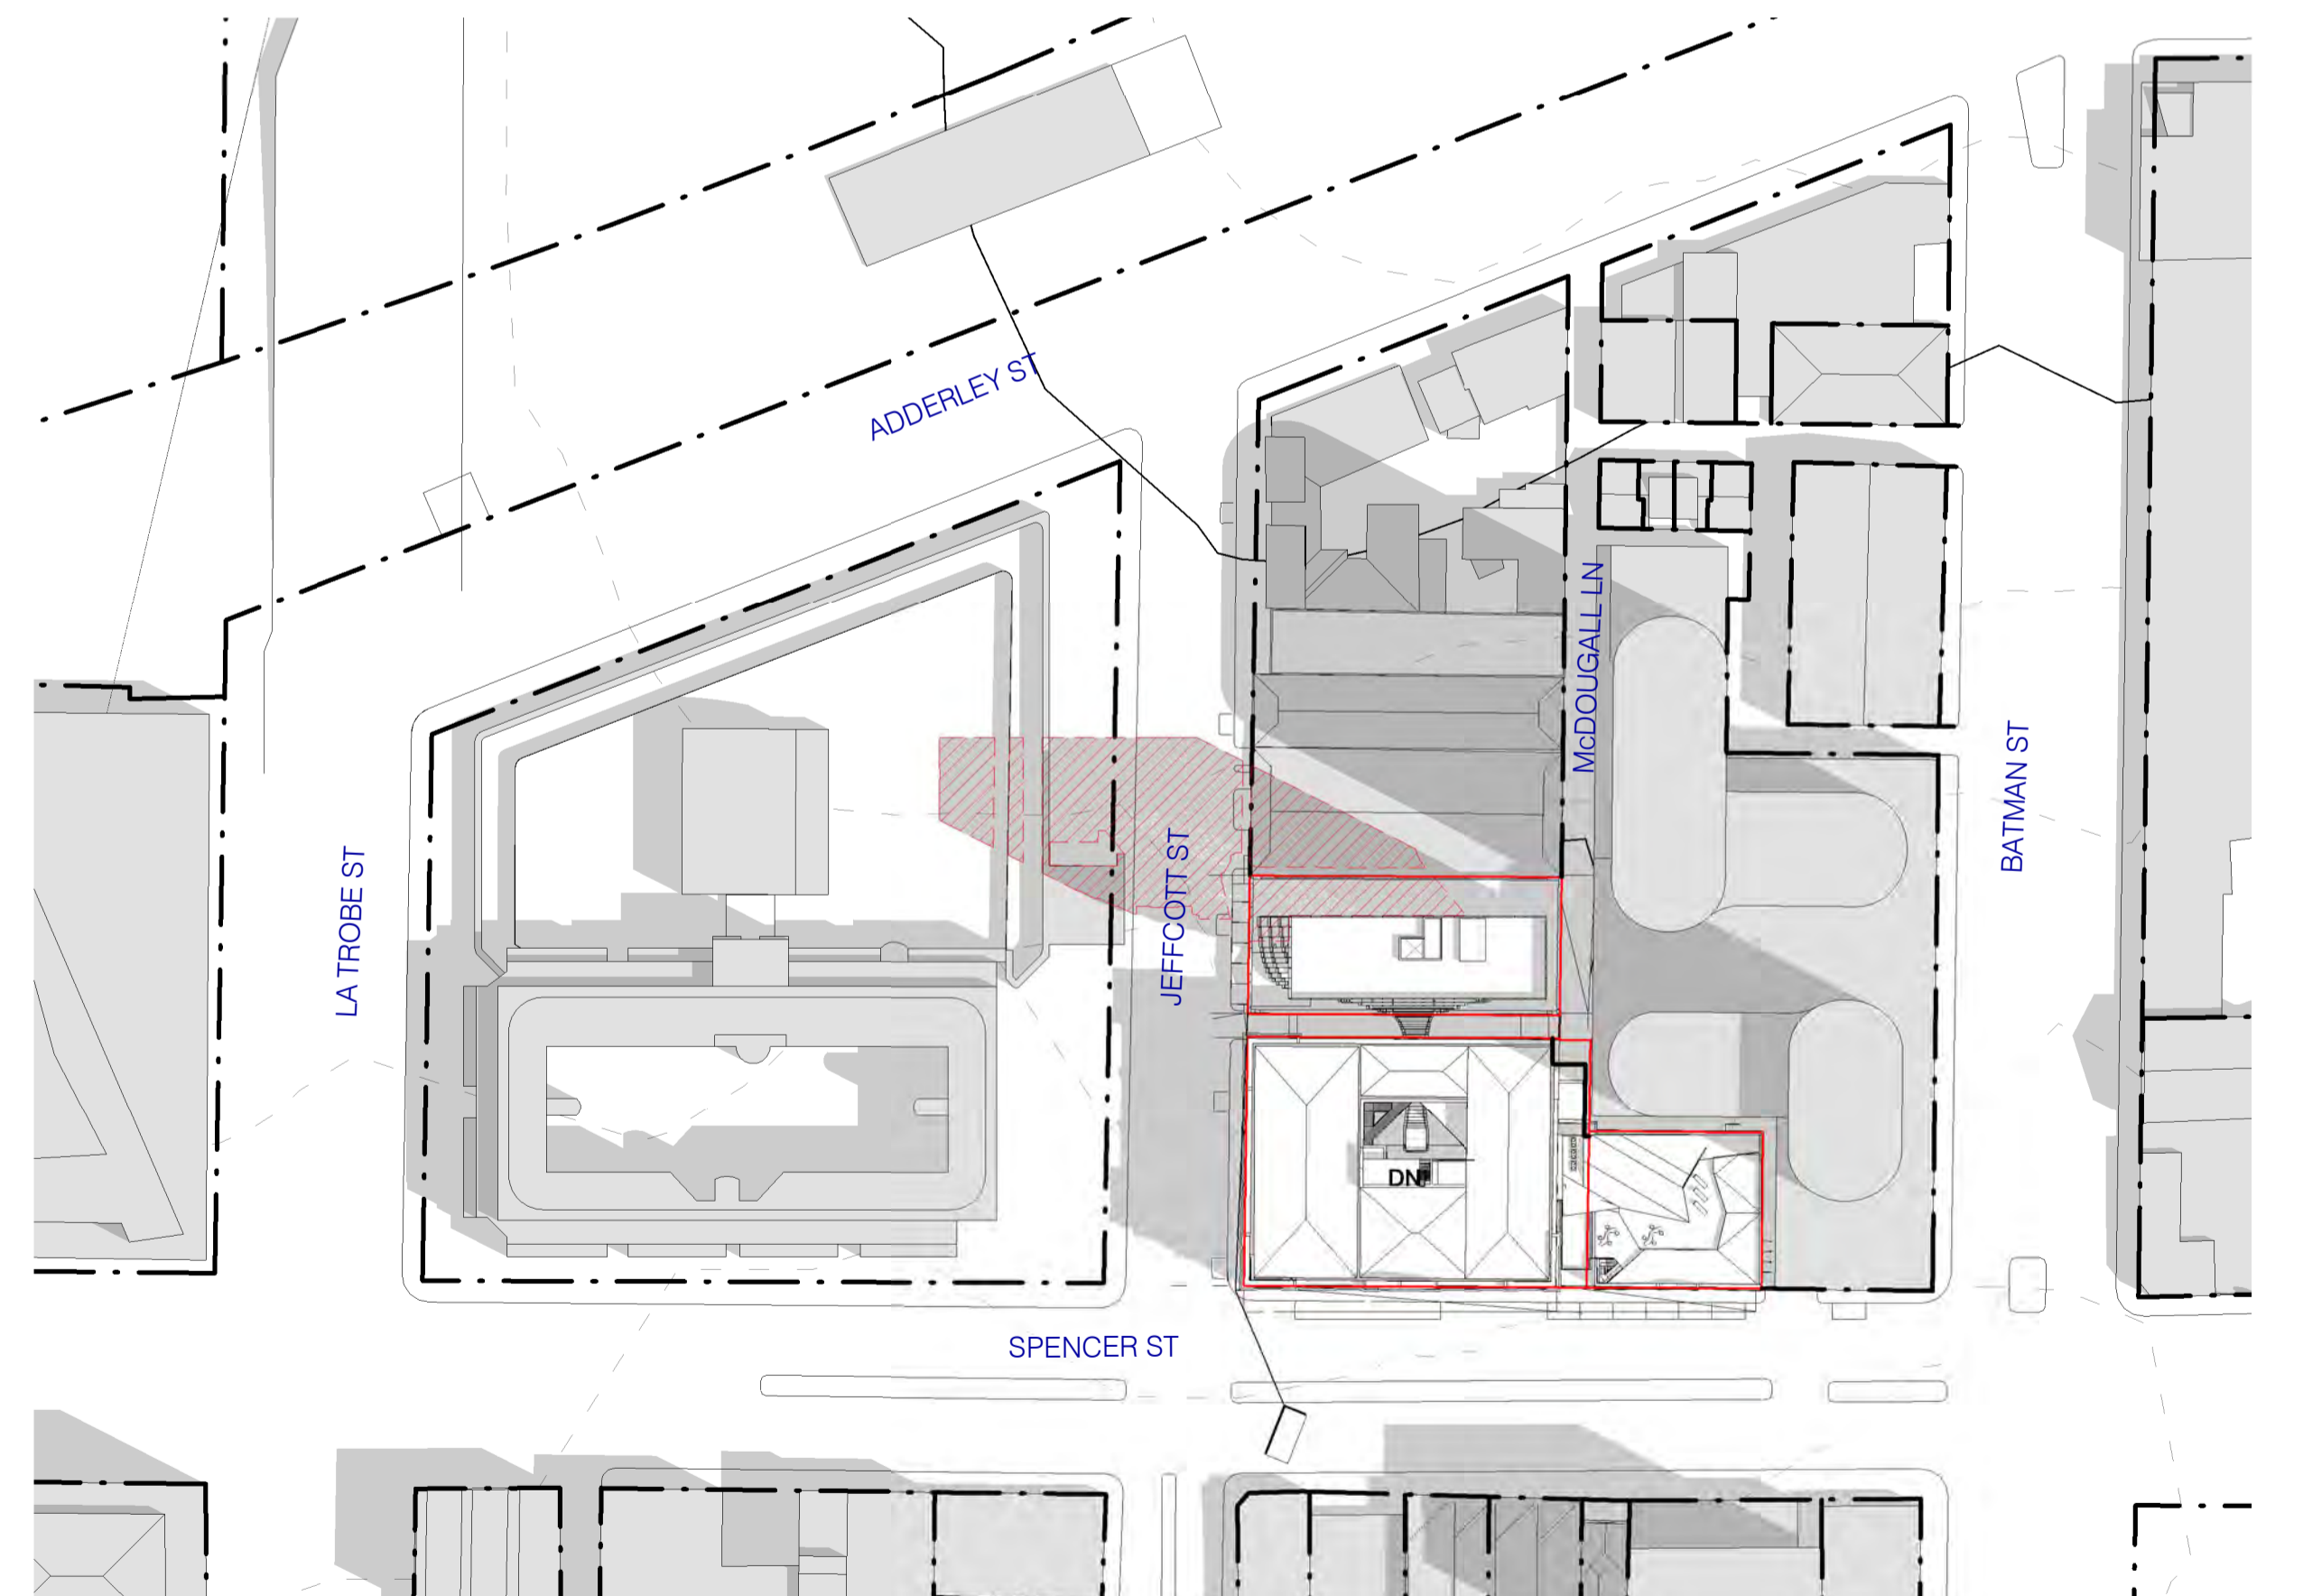 ADDERLEY ST
McDOUGALL LN
BATMAN ST
LA TROBE ST
JEFFCOTT ST
DN
SPENCER ST